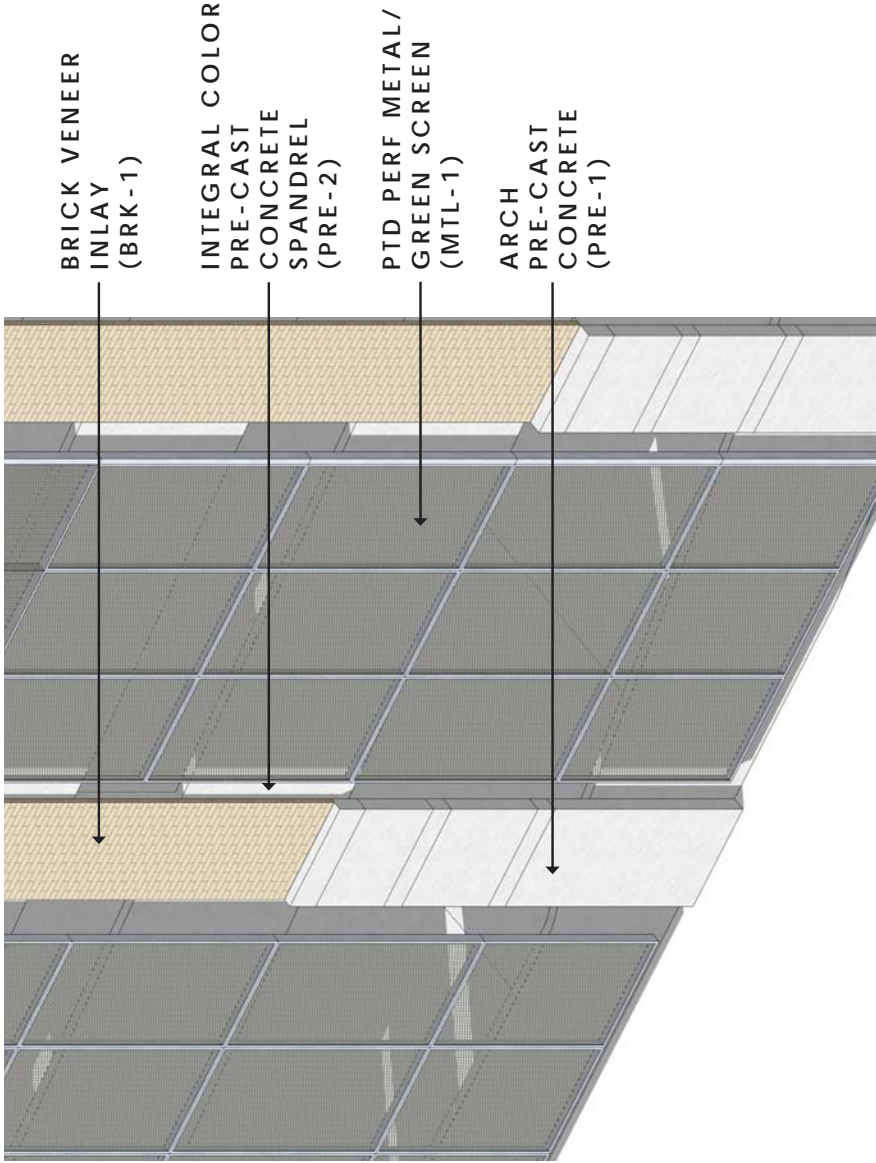 BRICK VENEER
INLAY
(BRK-1)
INTEGRAL COLOR
PRE-CAST
CONCRETE
SPANDREL
(PRE-2)
PTD PERF METAL/
GREEN SCREEN
(MTL-1)
ARCH
PRE-CAST
CONCRETE
(PRE-1)